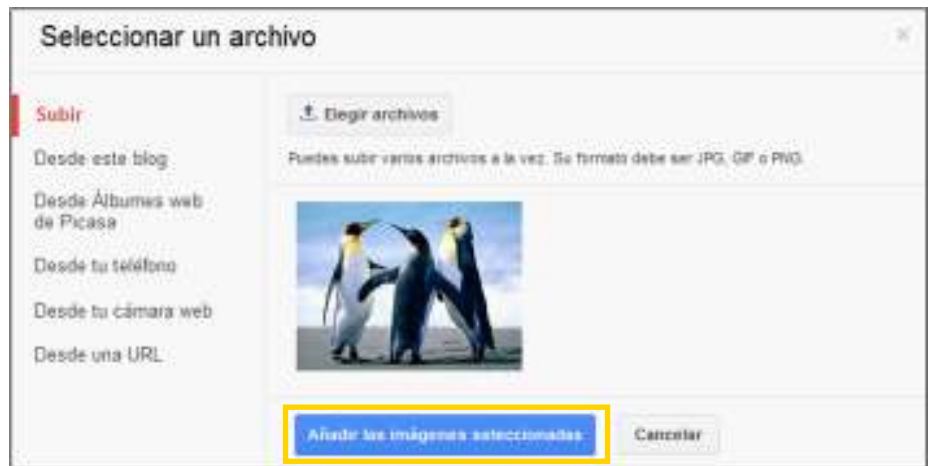 Seleccionar un archivo
Subir
Elegir archivos
Desde este blog
Puedes subir varios archivos a la vez. Su formato debe ser JPG, GIF o PNG.
Desde Álbumes web
de Picasa
Desde tu teléfono
Desde tu cámara web
Desde una URL
Añadir las imágenes seleccionadas
Cancelar